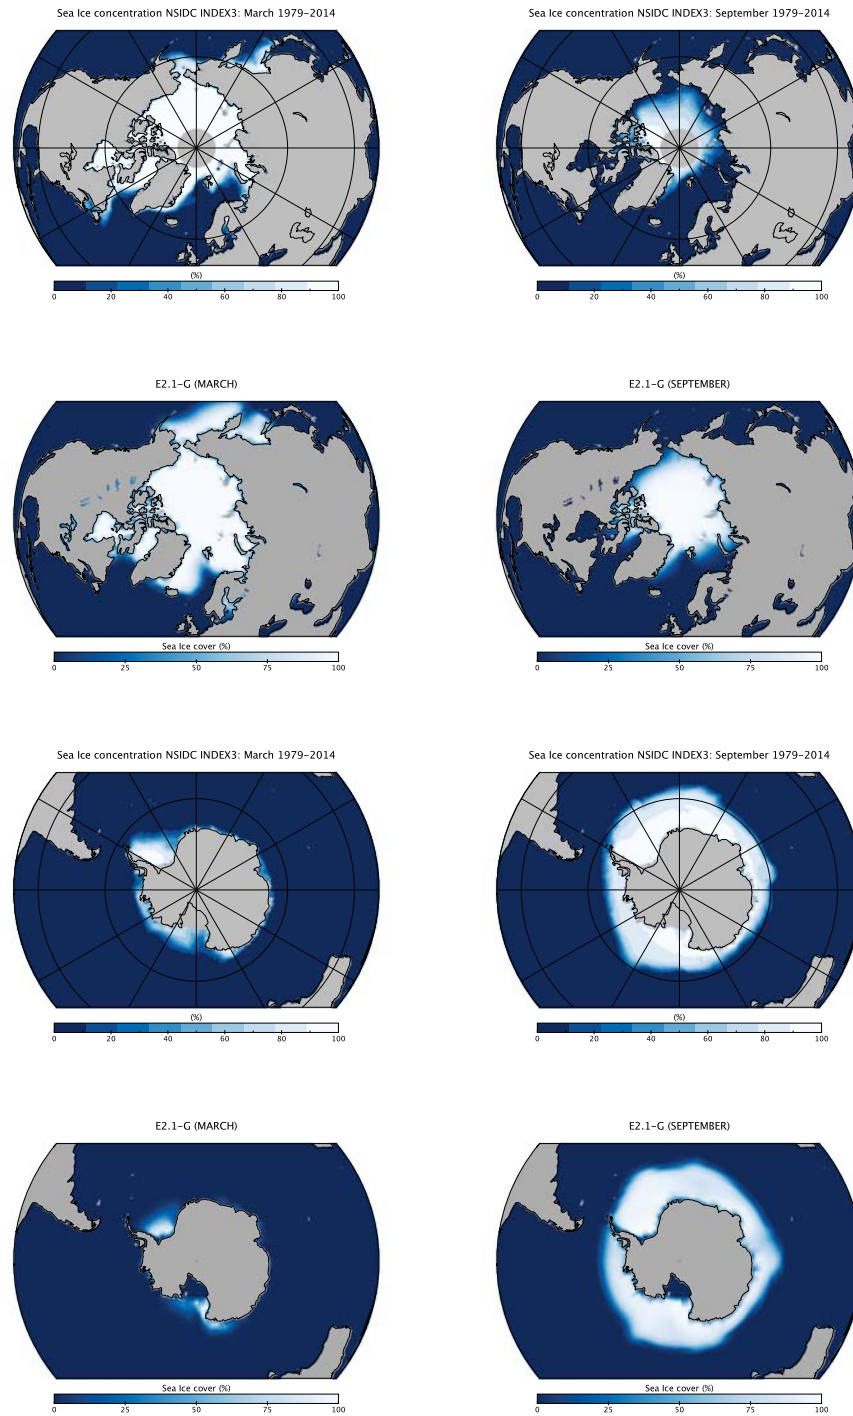 Sea Ice concentration NSIDC INDEX3: March 1979-2014
Sea Ice concentration NSIDC INDEX3: September 1979-2014
(%)
0 20 40 60 80 100
(%)
0 20 40 60 80 100
E2.1-G (MARCH)
E2.1-G (SEPTEMBER)
Sea Ice cover (%)
0 25 50 75 100
Sea Ice cover (%)
0 25 50 75 100
Sea Ice concentration NSIDC INDEX3: March 1979-2014
Sea Ice concentration NSIDC INDEX3: September 1979-2014
(%)
0 20 40 60 80 100
(%)
0 20 40 60 80 100
E2.1-G (MARCH)
E2.1-G (SEPTEMBER)
Sea Ice cover (%)
0 25 50 75 100
Sea Ice cover (%)
0 25 50 75 100